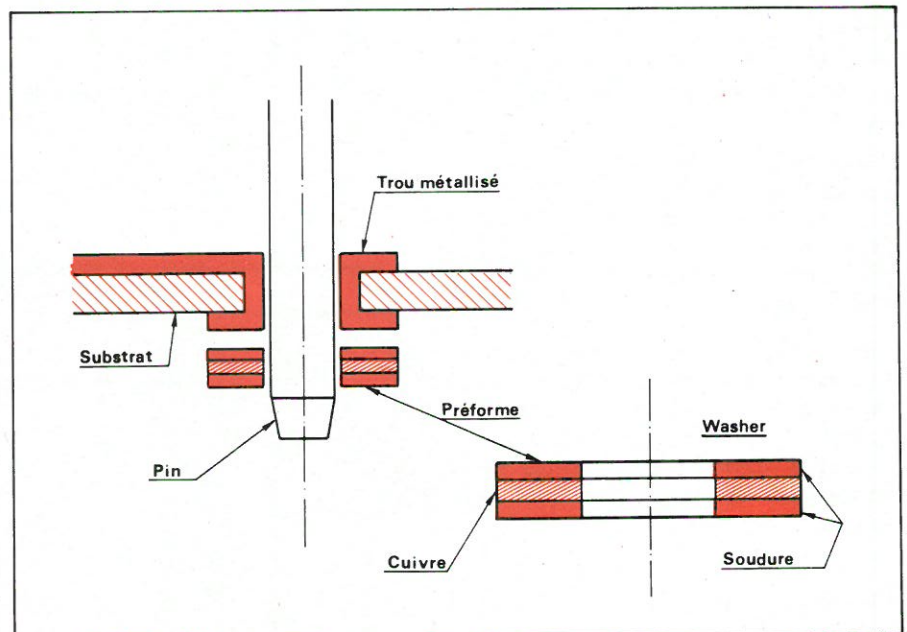 Trou métallisé
Substrat
Préforme
Washer
Pin
Cuivre
Soudure